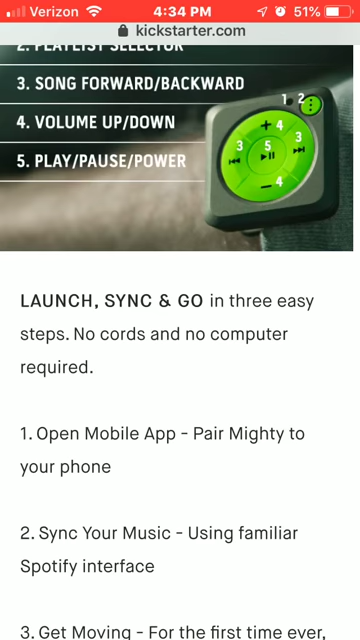 Verizon 4:34 PM 51%
kickstarter.com
2. PLAYLIST SELECTOR
3. SONG FORWARD/BACKWARD
4. VOLUME UP/DOWN
5. PLAY/PAUSE/POWER
1 2
4
3 5 3
4
LAUNCH, SYNC & GO in three easy
steps. No cords and no computer
required.
1. Open Mobile App - Pair Mighty to
your phone
2. Sync Your Music - Using familiar
Spotify interface
3. Get Moving - For the first time ever,